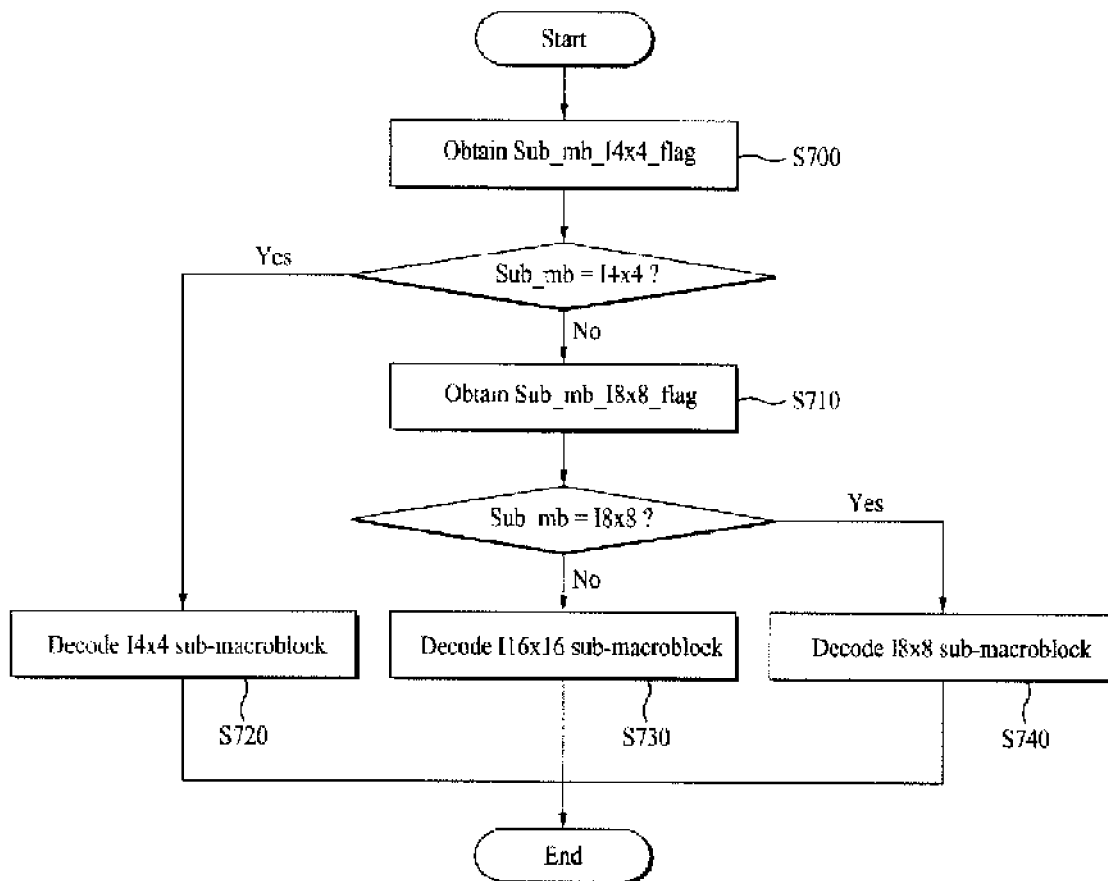 Start
Obtain Sub_mb_I4x4_flag
S700
Yes
Sub_mb = I4x4 ?
No
Obtain Sub_mb_I8x8_flag
S710
Sub_mb = I8x8 ?
Yes
No
Decode I4x4 sub-macroblock
Decode I16x16 sub-macroblock
Decode I8x8 sub-macroblock
S720
S730
S740
End